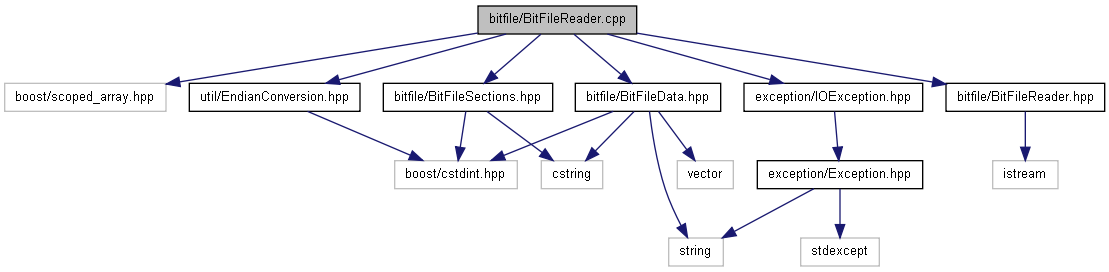 bitfile/BitFileReader.cpp
boost/scoped_array.hpp
util/EndianConversion.hpp
bitfile/BitFileSections.hpp
bitfile/BitFileData.hpp
exception/IOException.hpp
bitfile/BitFileReader.hpp
boost/cstdint.hpp
cstring
vector
exception/Exception.hpp
istream
string
stdexcept